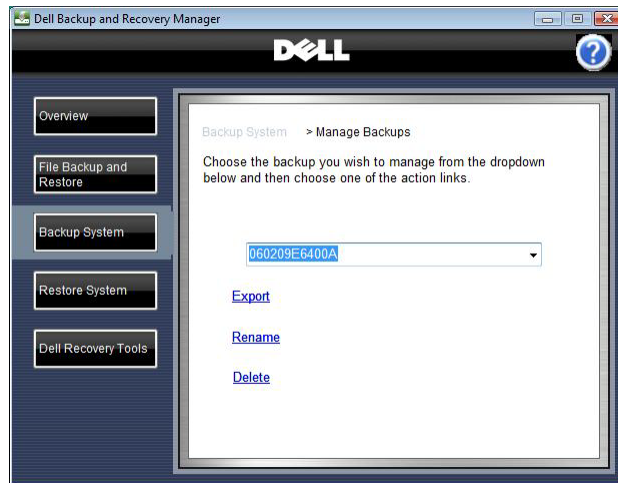 Dell Backup and Recovery Manager
DELL
?
Overview
File Backup and
Restore
Backup System
Restore System
Dell Recovery Tools
Backup System > Manage Backups
Choose the backup you wish to manage from the dropdown
below and then choose one of the action links.
060209E6400A
Export
Rename
Delete